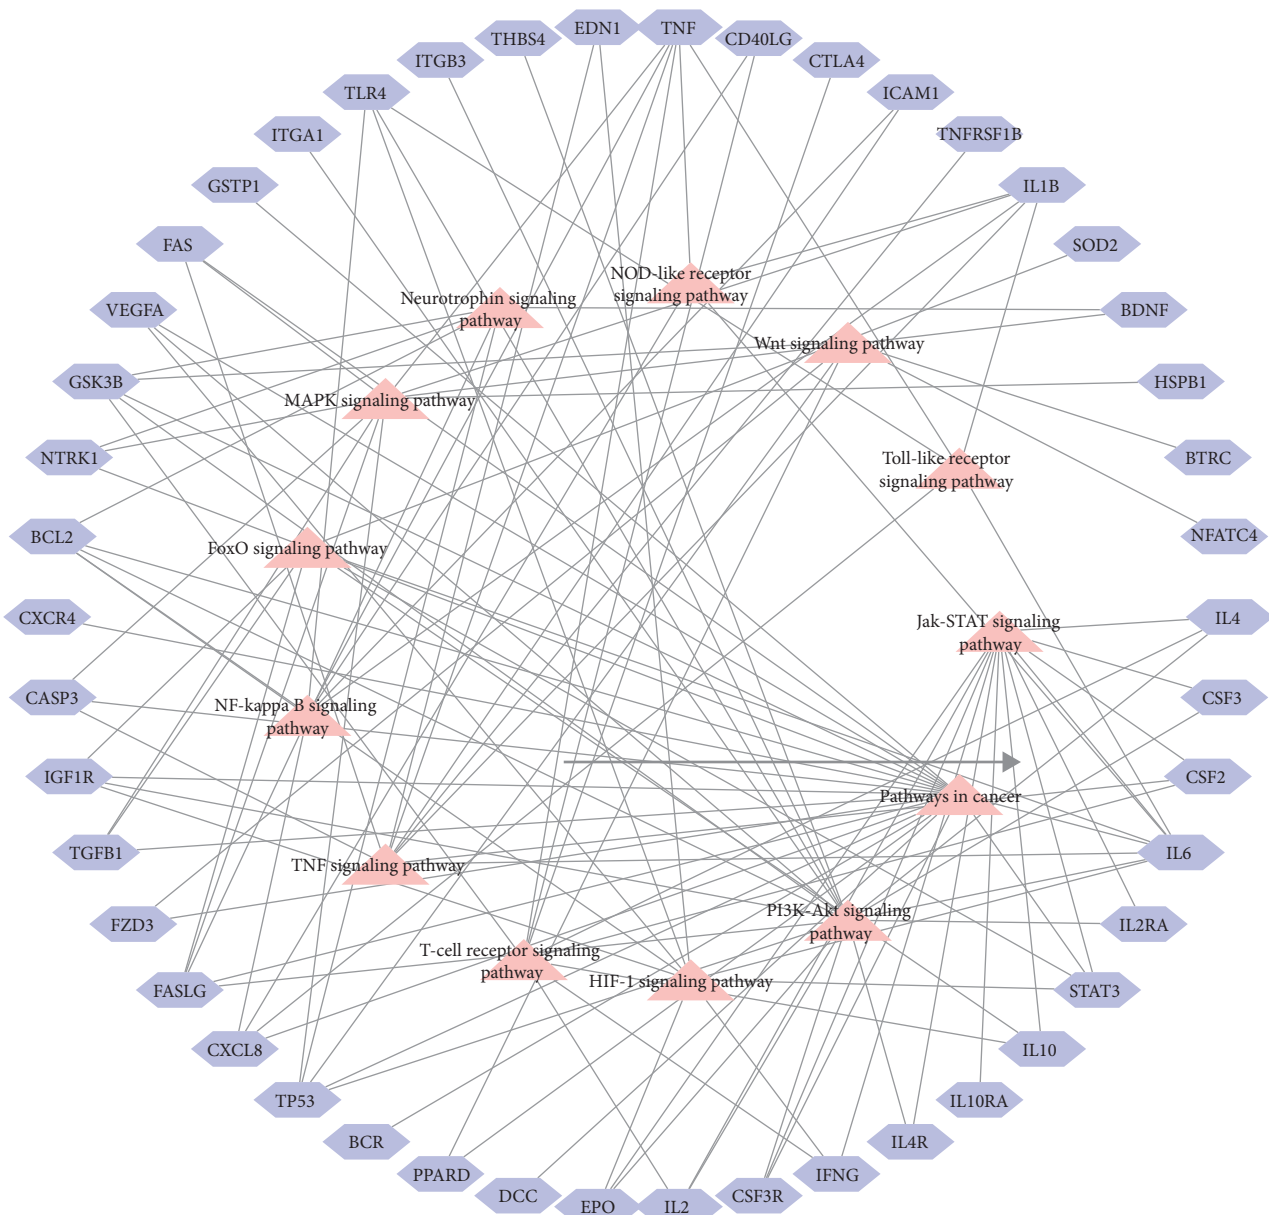 EDN1
TNF
THBS4
CD40LG
ITGB3
CTLA4
TLR4
ICAM1
ITGA1
TNFRSF1B
GSTP1
IL1B
FAS
SOD2
NOD-like receptor
signaling pathway
Neurotrophin signaling
pathway
VEGFA
BDNF
Wnt signaling pathway
GSK3B
HSPB1
MAPK signaling pathway
NTRK1
BTRC
Toll-like receptor
signaling pathway
BCL2
NFATC4
FoxO signaling pathway
CXCR4
IL4
Jak-STAT signaling
pathway
CASP3
CSF3
NF-kappa B signaling
pathway
IGF1R
CSF2
Pathways in cancer
TGFB1
IL6
TNF signaling pathway
FZD3
IL2RA
PI3K-Akt signaling
pathway
T-cell receptor signaling
pathway
HIF-1 signaling pathway
FASLG
STAT3
CXCL8
IL10
TP53
IL10RA
BCR
IL4R
PPARD
IFNG
DCC
CSF3R
EPO
IL2